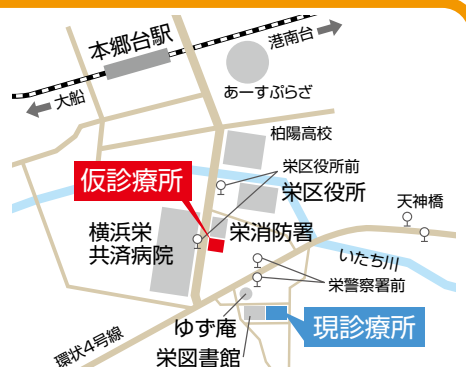 本郷台駅
港南台
大船
あーすぷらざ
柏陽高校
栄区役所前
仮診療所
栄区役所
天神橋
横浜栄
共済病院
栄消防署
いたち川
栄警察署前
ゆず庵
現診療所
環状4号線
栄図書館